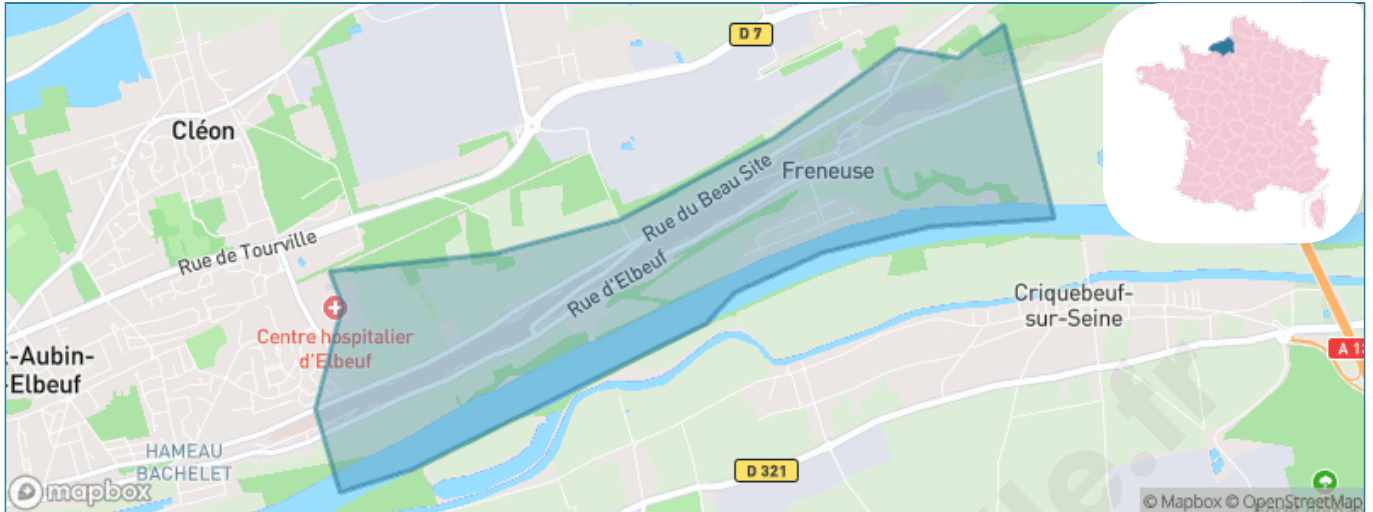 D 7
Cléon
Rue du Beau Site
Freneuse
Rue de Tourville
Rue d'Elbeuf
Criquebeuf-
sur-Seine
Centre hospitalier
d'Elbeuf
-Aubin-
-Elbeuf
A 13
HAMEAU
BACHELET
D 321
mapbox
© Mapbox © OpenStreetMap